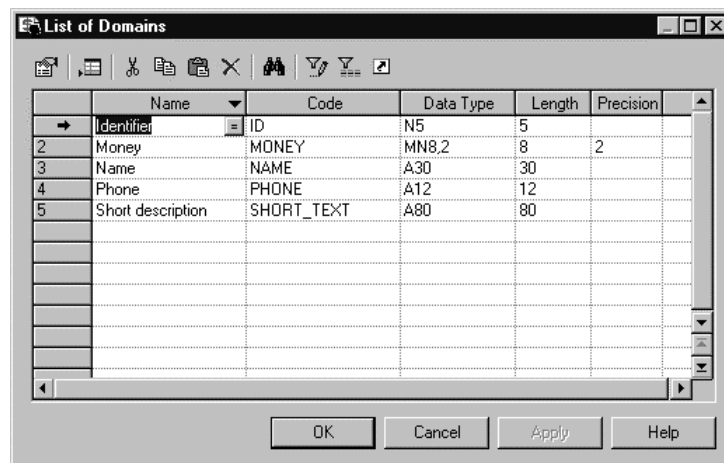 List of Domains
Name Code Data Type Length Precision
Identifier = ID N5 5
2 Money MONEY MN8,2 8 2
3 Name NAME A30 30
4 Phone PHONE A12 12
5 Short description SHORT_TEXT A80 80
OK Cancel Apply Help